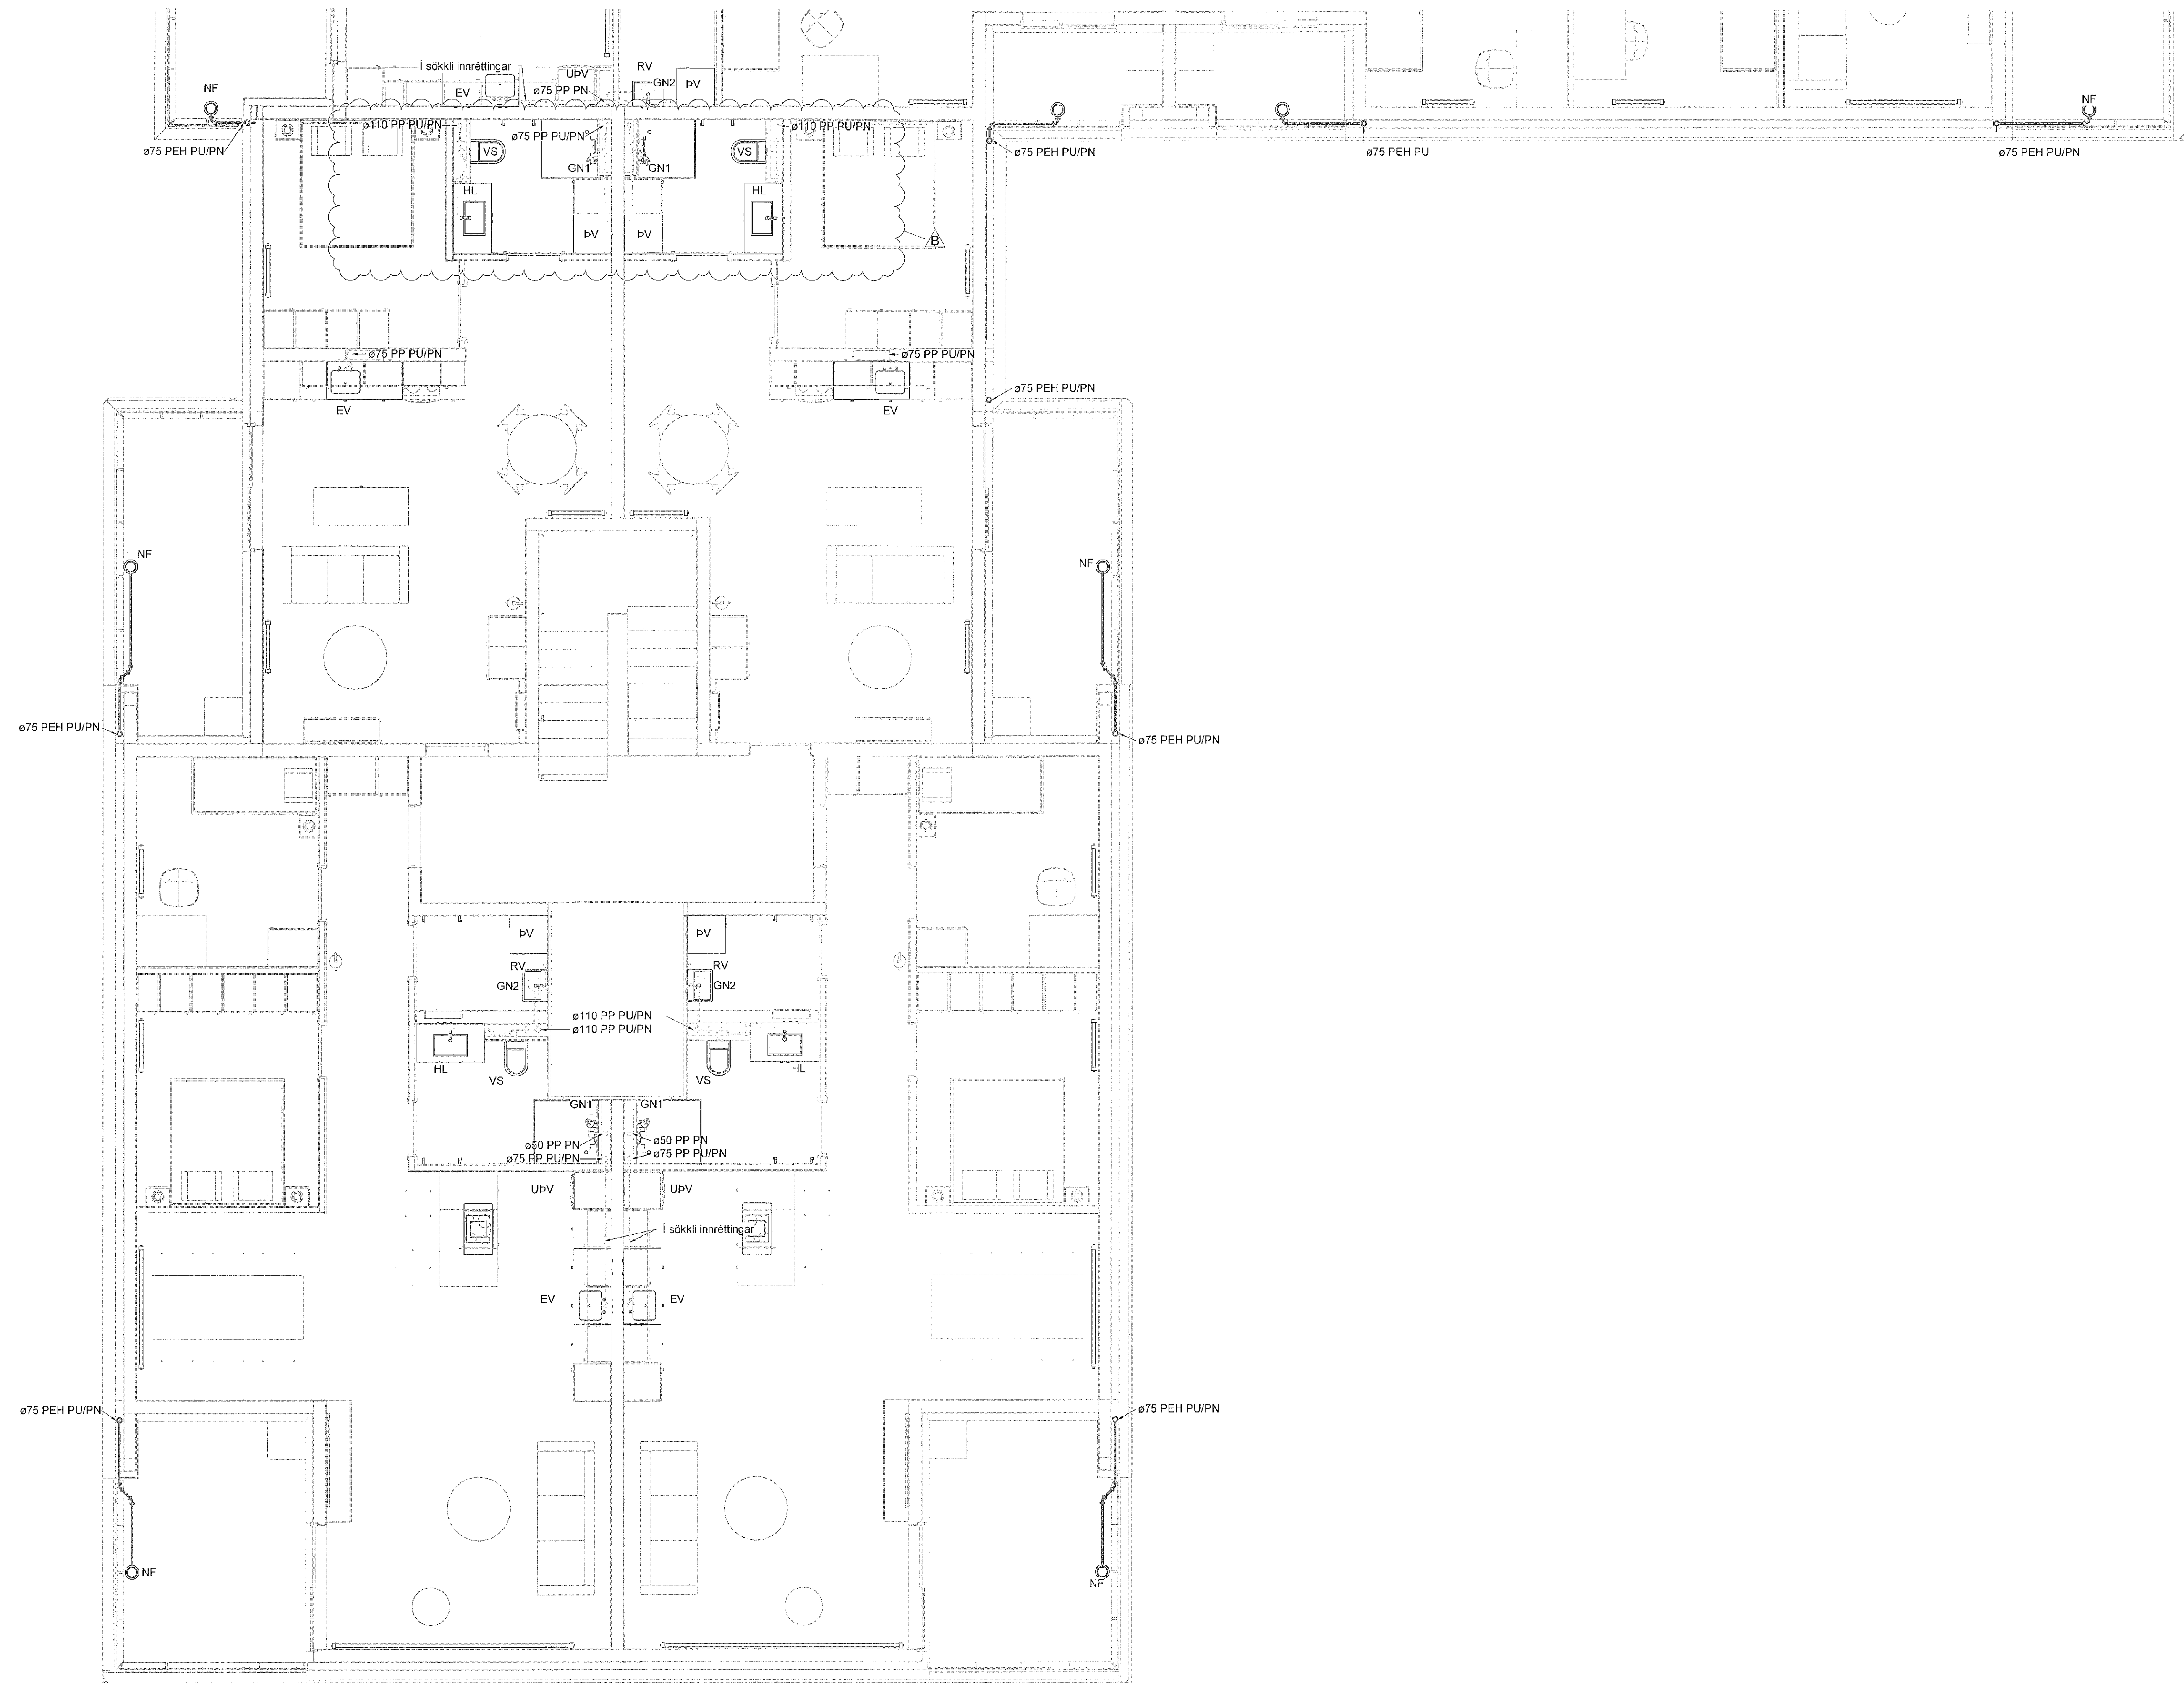 Í sökkli innréttingar
UÞV
RV
NF
EV
ø75 PP PN
GN2
ÞV
NF
ø110 PP PU/PN
ø75 PP PU/PN
ø110 PP PU/PN
ø75 PEH PU/PN
VS
VS
ø75 PEH PU/PN
ø75 PEH PU
ø75 PEH PU/PN
GN1
GN1
HL
HL
ÞV
ÞV
B
ø75 PP PU/PN
ø75 PP PU/PN
ø75 PEH PU/PN
EV
EV
NF
NF
ø75 PEH PU/PN
ø75 PEH PU/PN
ÞV
ÞV
RV
RV
GN2
GN2
ø110 PP PU/PN
ø110 PP PU/PN
HL
HL
VS
VS
GN1
GN1
ø50 PP PN
ø50 PP PN
ø75 PP PU/PN
ø75 PP PU/PN
UÞV
UÞV
Í sökkli innréttingar
EV
EV
ø75 PEH PU/PN
ø75 PEH PU/PN
NF
NF